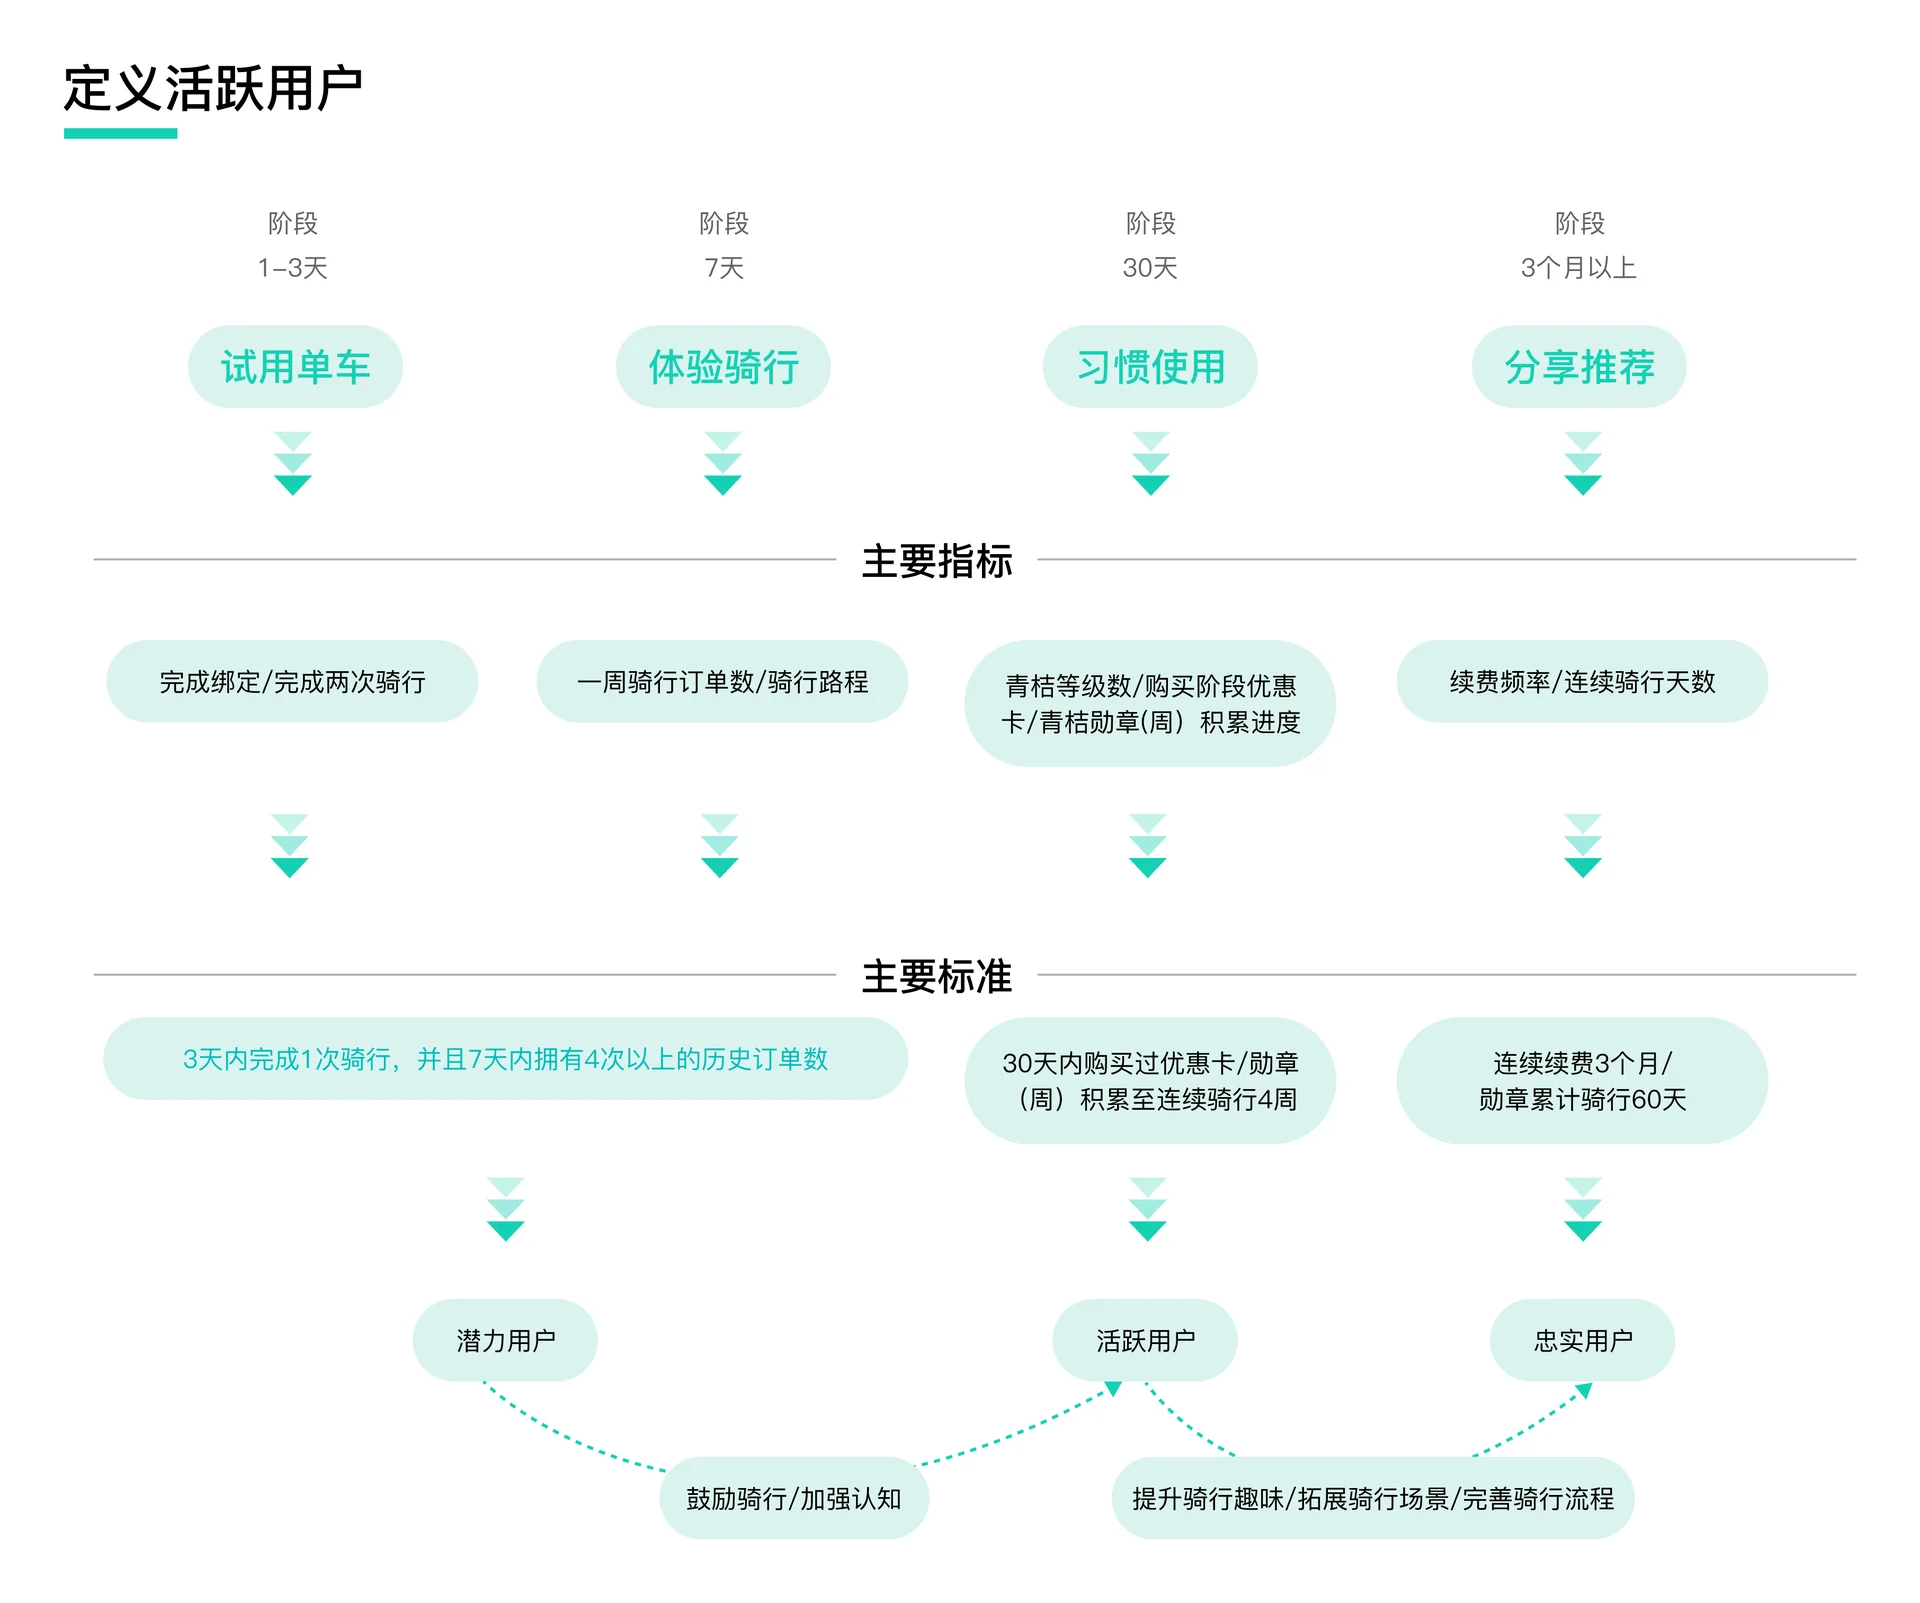 定义活跃用户
阶段
1-3天
阶段
7天
阶段
30天
阶段
3个月以上
试用单车
体验骑行
习惯使用
分享推荐
主要指标
完成绑定/完成两次骑行
一周骑行订单数/骑行路程
青桔等级数/购买阶段优惠
卡/青桔勋章(周）积累进度
续费频率/连续骑行天数
主要标准
3天内完成1次骑行，并且7天内拥有4次以上的历史订单数
30天内购买过优惠卡/勋章
（周）积累至连续骑行4周
连续续费3个月/
勋章累计骑行60天
潜力用户
活跃用户
忠实用户
鼓励骑行/加强认知
提升骑行趣味/拓展骑行场景/完善骑行流程